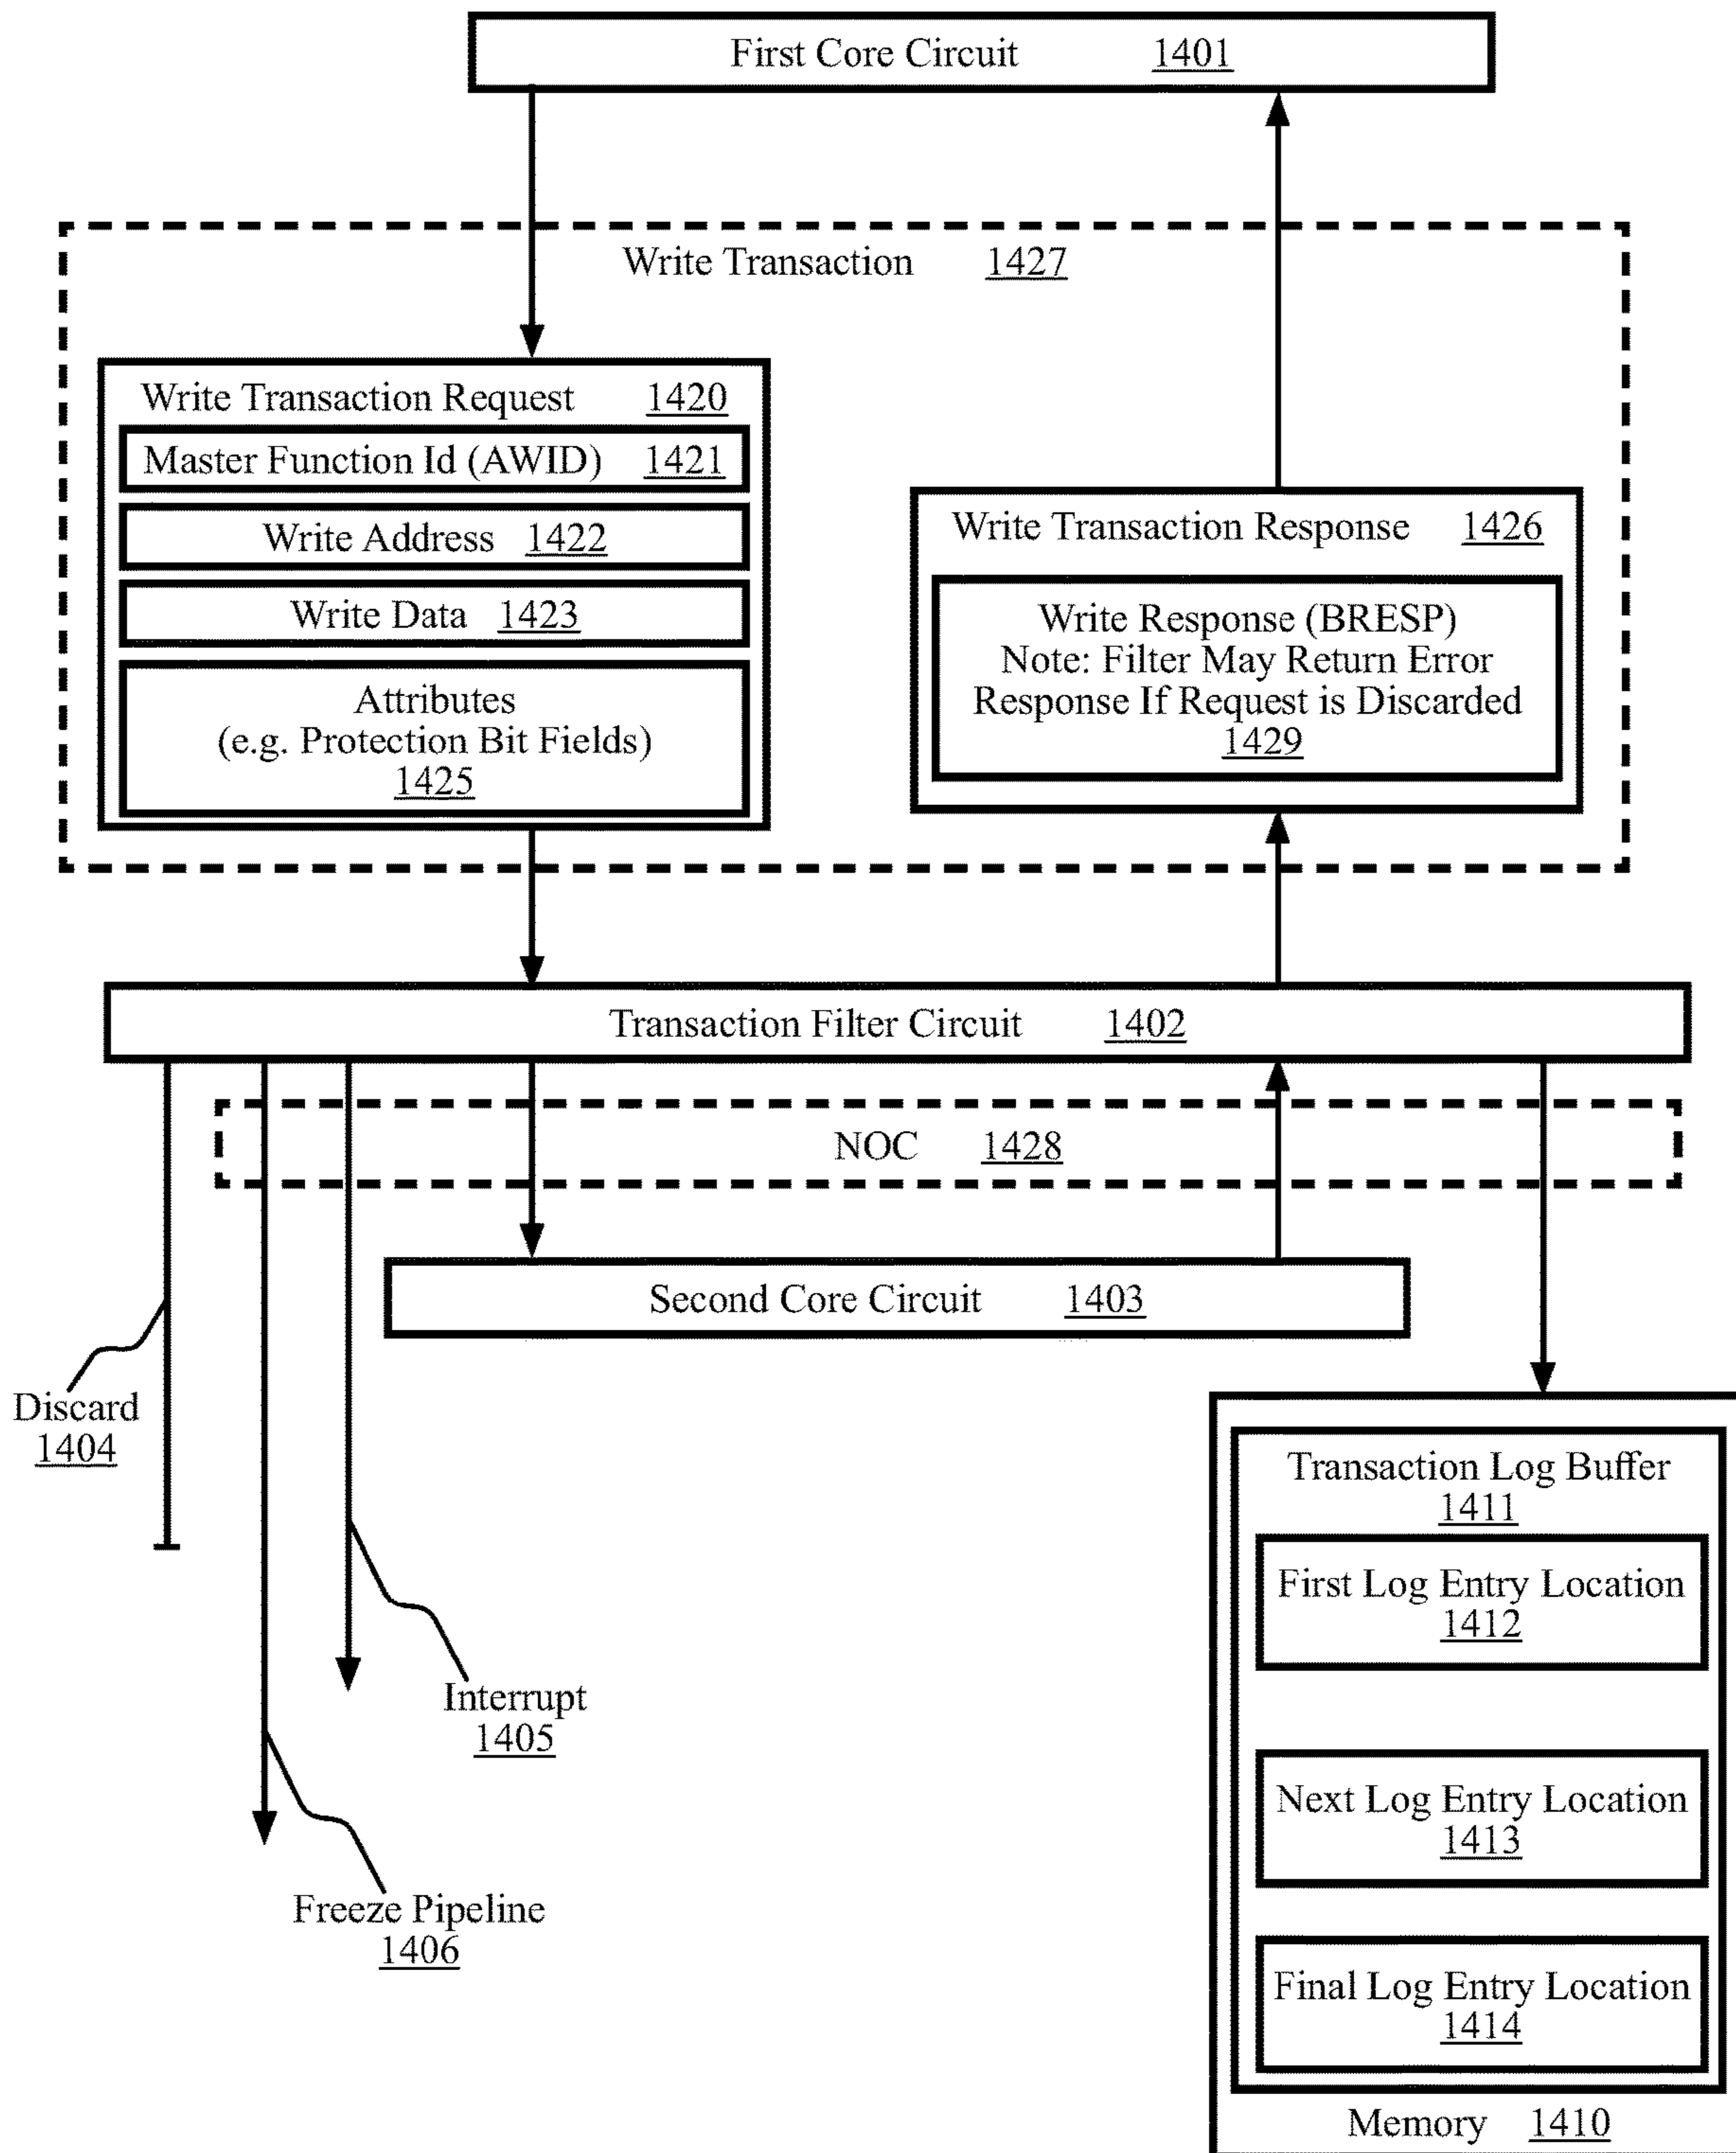 First Core Circuit 1401
Write Transaction 1427
Write Transaction Request 1420
Master Function Id (AWID) 1421
Write Address 1422
Write Data 1423
Attributes
(e.g. Protection Bit Fields)
1425
Write Transaction Response 1426
Write Response (BRESP)
Note: Filter May Return Error
Response If Request is Discarded
1429
Transaction Filter Circuit 1402
NOC 1428
Second Core Circuit 1403
Discard
1404
Interrupt
1405
Freeze Pipeline
1406
Transaction Log Buffer
1411
First Log Entry Location
1412
Next Log Entry Location
1413
Final Log Entry Location
1414
Memory 1410